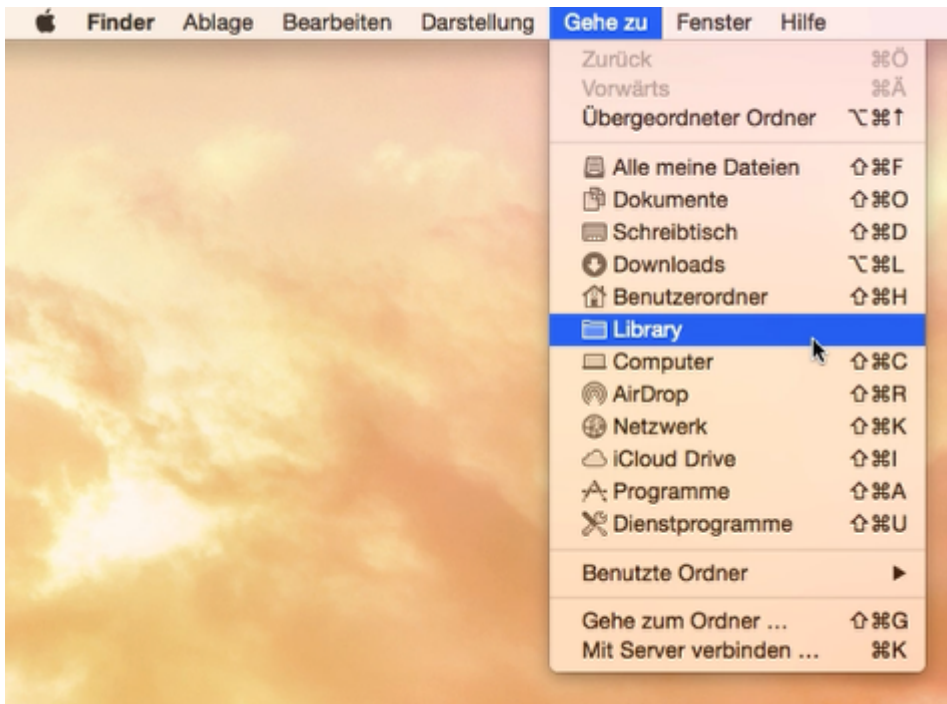 Finder Ablage Bearbeiten Darstellung Gehe zu Fenster Hilfe
Zurück ⌘Ö
Vorwärts ⌘Ä
Übergeordneter Ordner ⌥⌘↑
Alle meine Dateien ⇧⌘F
Dokumente ⇧⌘O
Schreibtisch ⇧⌘D
Downloads ⌥⌘L
Benutzerordner ⇧⌘H
Library
Computer ⇧⌘C
AirDrop ⇧⌘R
Netzwerk ⇧⌘K
iCloud Drive ⇧⌘I
Programme ⇧⌘A
Dienstprogramme ⇧⌘U
Benutzte Ordner ▶
Gehe zum Ordner ... ⇧⌘G
Mit Server verbinden ... ⌘K